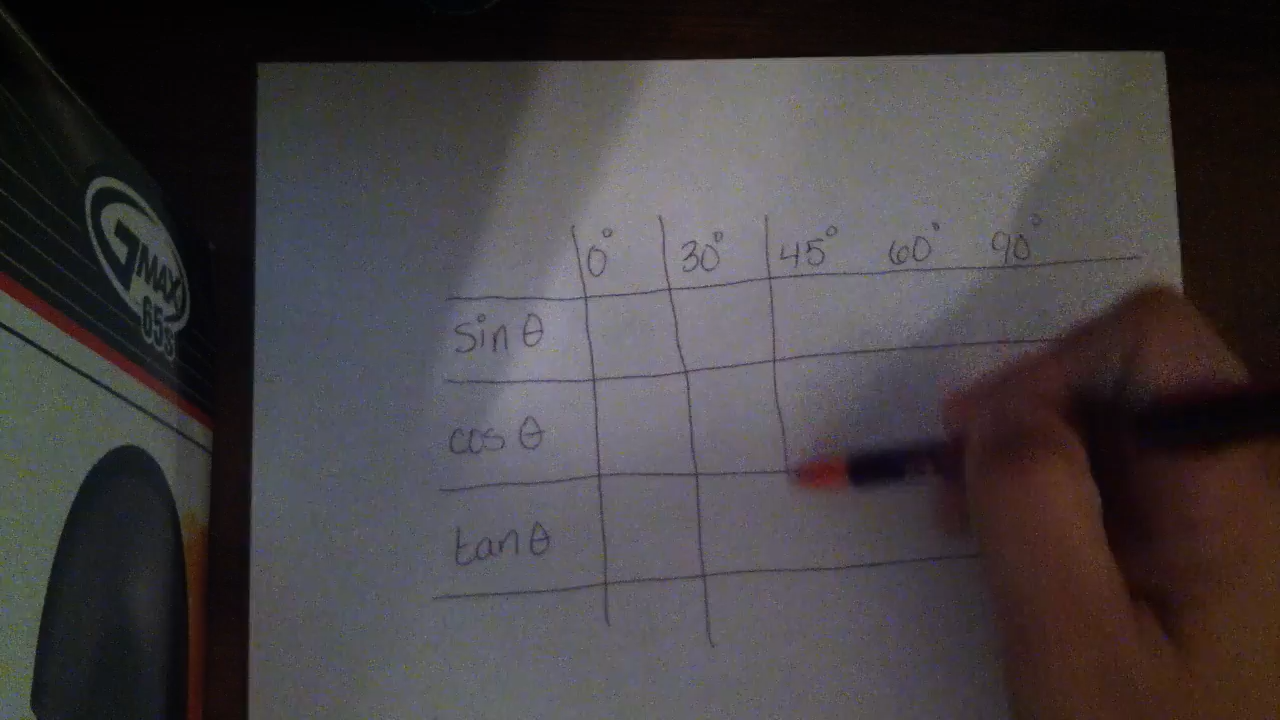 GMAX
65s
0° 30° 45° 60° 90°
sin θ
cos θ
tan θ